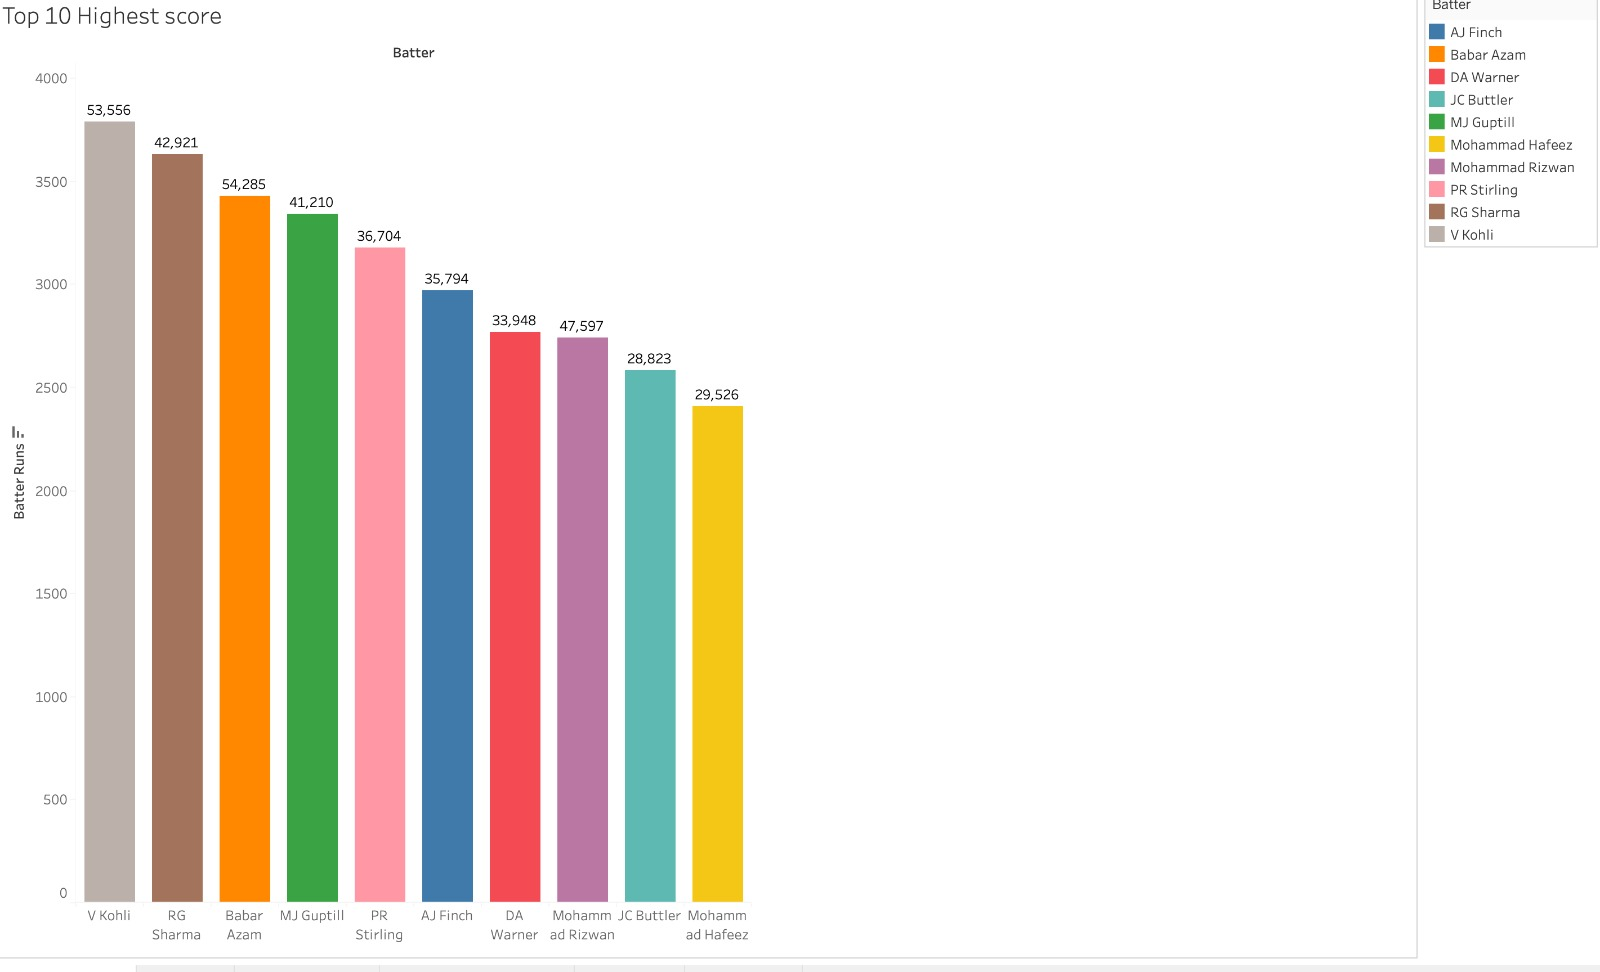 Top 10 Highest score
Batter
4000
3500
3000
2500
2000
1500
1000
500
0
Batter Runs
53,556
42,921
54,285
41,210
36,704
35,794
33,948
47,597
28,823
29,526
V Kohli
RG
Sharma
Babar
Azam
MJ Guptill
PR
Stirling
AJ Finch
DA
Warner
Mohamm
ad Rizwan
JC Buttler
Mohamm
ad Hafeez
Batter
AJ Finch
Babar Azam
DA Warner
JC Buttler
MJ Guptill
Mohammad Hafeez
Mohammad Rizwan
PR Stirling
RG Sharma
V Kohli